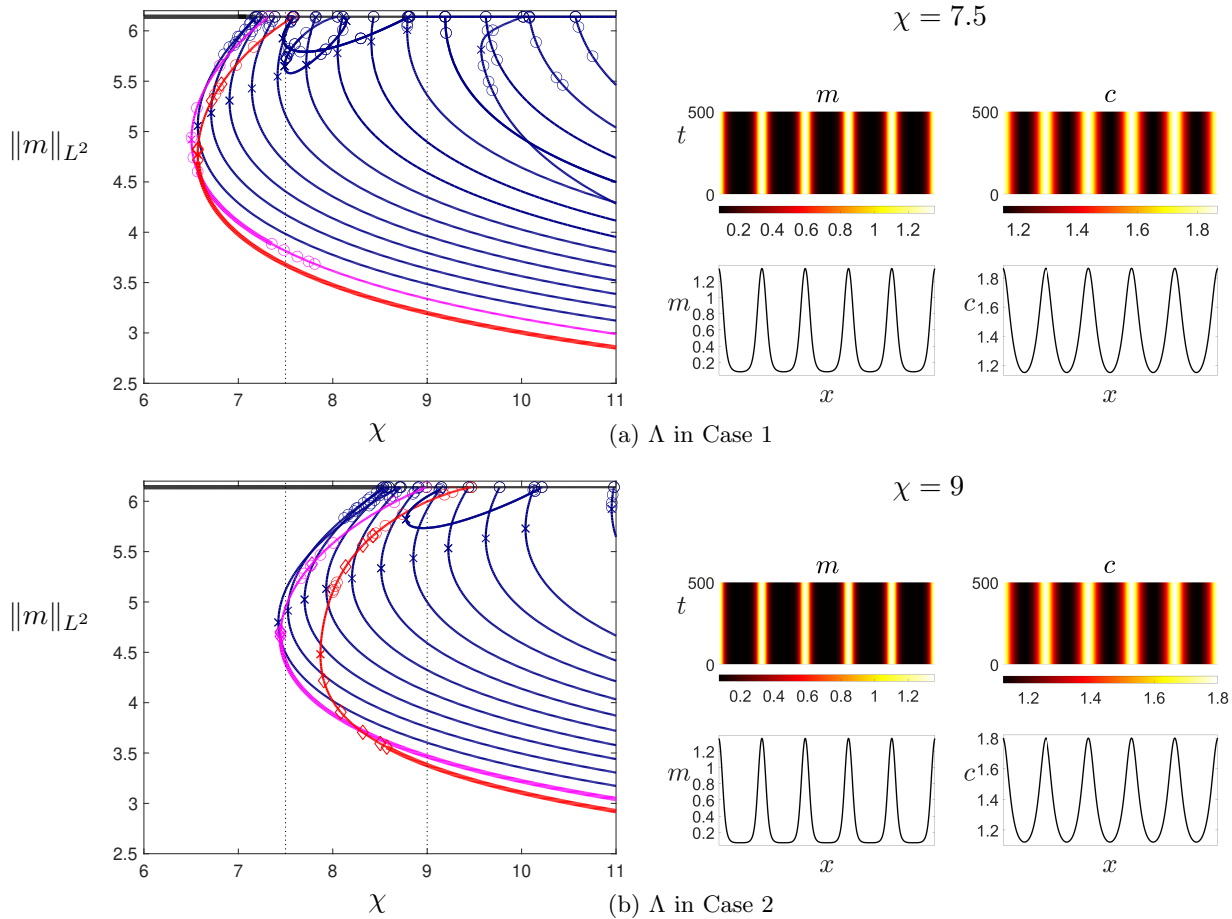 χ = 7.5
‖m‖_{L²}
6
5.5
5
4.5
4
3.5
3
2.5
6 7 8 9 10 11
χ
m
c
t
500
0
500
0
0.2 0.4 0.6 0.8 1 1.2
1.2 1.4 1.6 1.8
m
1.2
1
0.8
0.6
0.4
0.2
x
c
1.8
1.6
1.4
1.2
x
(a) Λ in Case 1
χ = 9
‖m‖_{L²}
6
5.5
5
4.5
4
3.5
3
2.5
6 7 8 9 10 11
χ
m
c
t
500
0
500
0
0.2 0.4 0.6 0.8 1 1.2
1.2 1.4 1.6 1.8
m
1.2
1
0.8
0.6
0.4
0.2
x
c
1.8
1.6
1.4
1.2
x
(b) Λ in Case 2